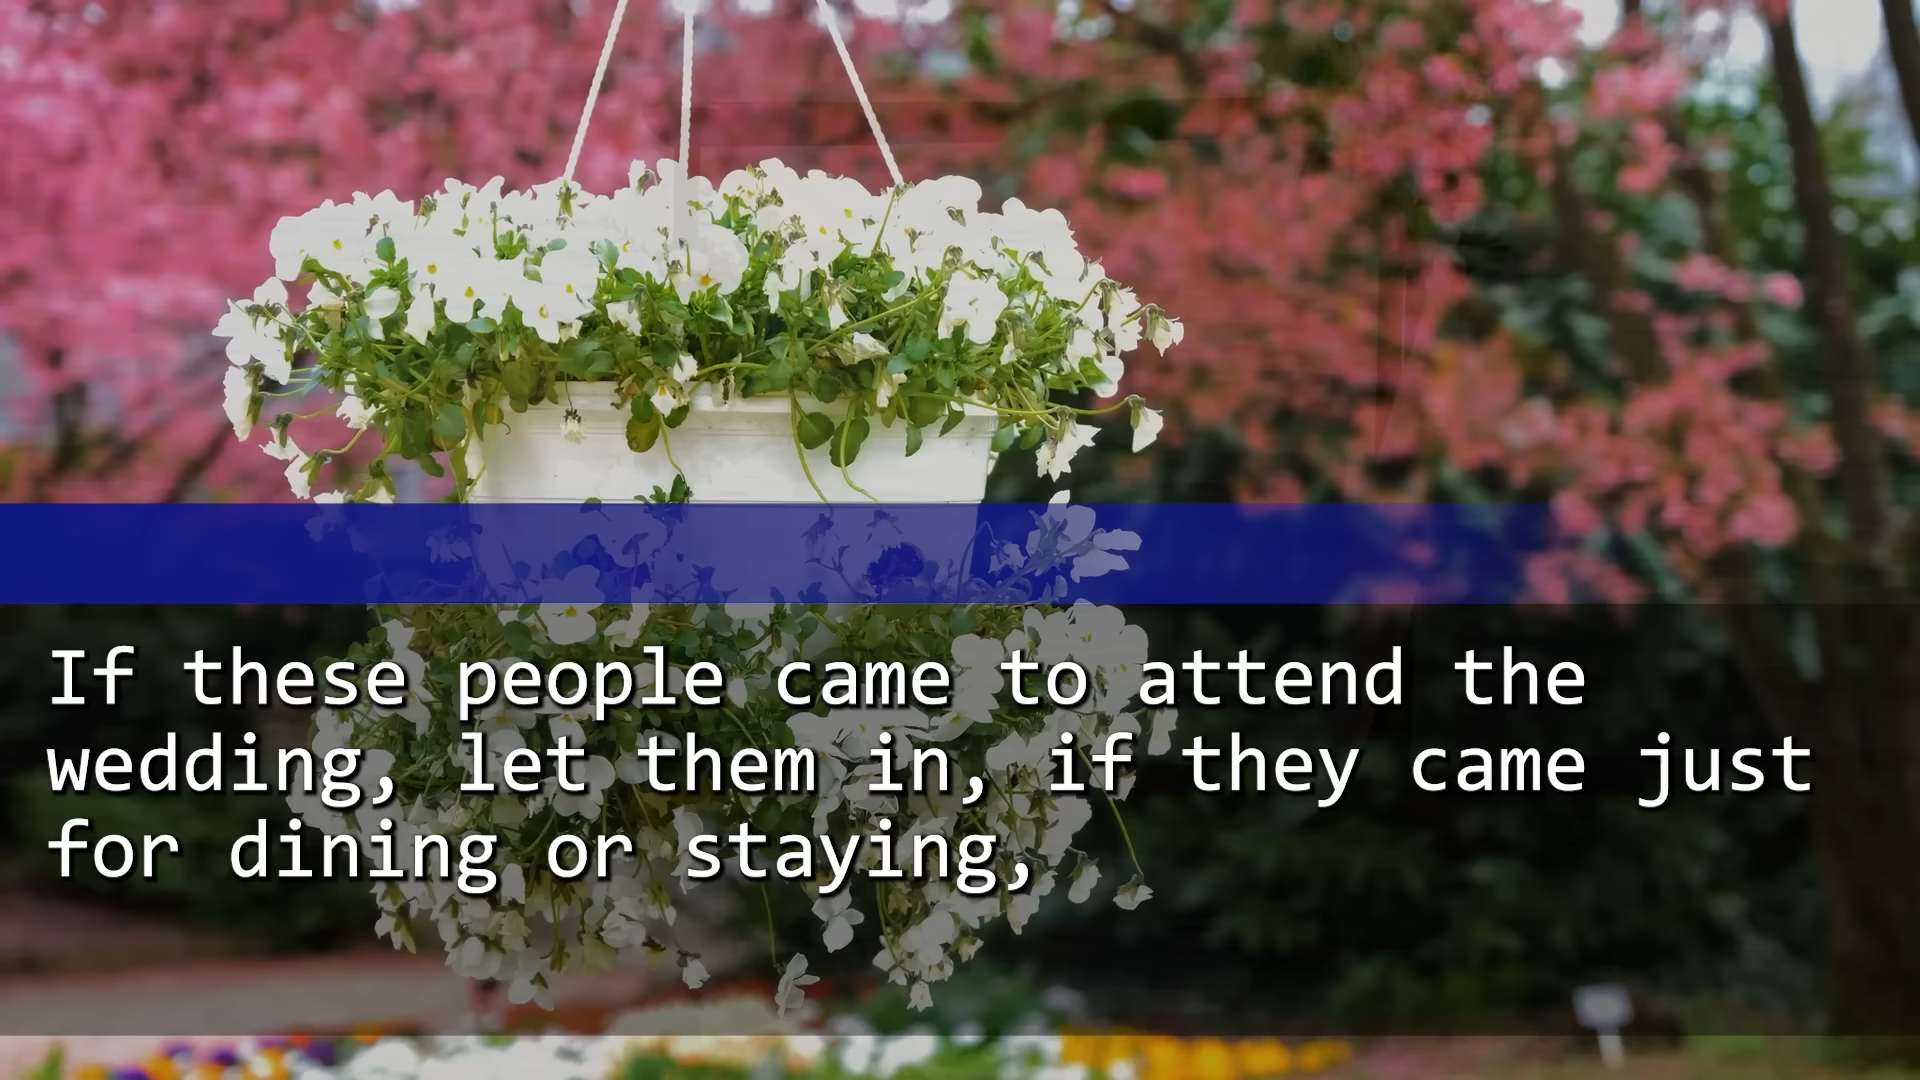 If these people came to attend the
wedding, let them in, if they came just
for dining or staying,